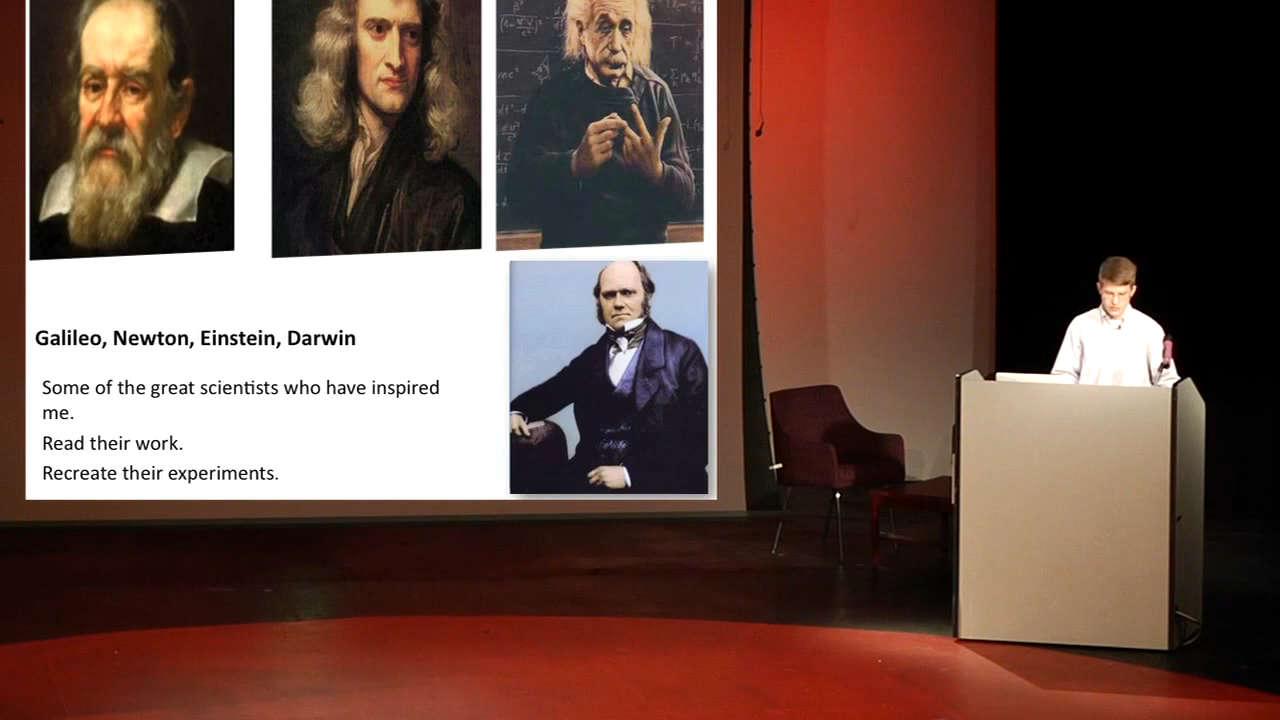 Galileo, Newton, Einstein, Darwin
Some of the great scientists who have inspired
me.
Read their work.
Recreate their experiments.